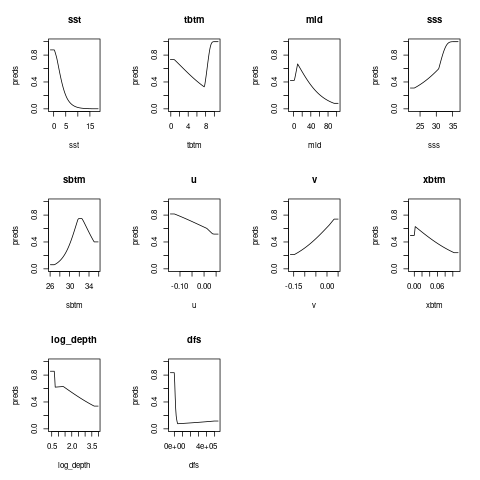 sst tbtm mld sss
preds 0.0 0.4 0.8 preds 0.0 0.4 0.8 preds 0.0 0.4 0.8 preds 0.0 0.4 0.8
0 5 15 0 4 8 0 40 80 25 30 35
sst tbtm mld sss
sbtm u v xbtm
preds 0.0 0.4 0.8 preds 0.0 0.4 0.8 preds 0.0 0.4 0.8 preds 0.0 0.4 0.8
26 30 34 -0.10 0.00 -0.15 0.00 0.00 0.06
sbtm u v xbtm
log_depth dfs
preds 0.0 0.4 0.8 preds 0.0 0.4 0.8
0.5 2.0 3.5 0e+00 4e+05
log_depth dfs